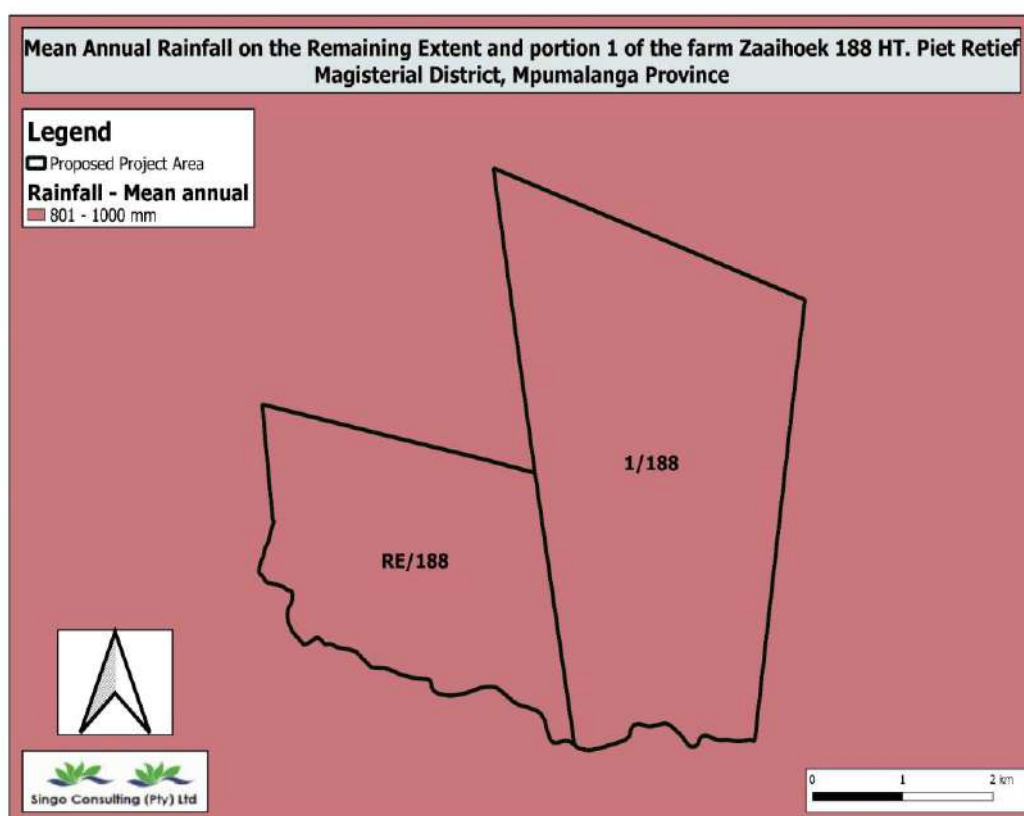 Mean Annual Rainfall on the Remaining Extent and portion 1 of the farm Zaaihoek 188 HT. Piet Retief
Magisterial District, Mpumalanga Province
Legend
Proposed Project Area
Rainfall - Mean annual
801 - 1000 mm
1/188
RE/188
Singo Consulting (Pty) Ltd
0 1 2 km